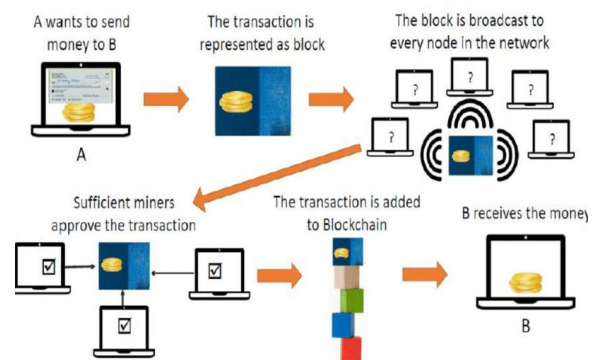 A wants to send
money to B
The transaction is
represented as block
The block is broadcast to
every node in the network
?
?
?
?
?
A
Sufficient miners
approve the transaction
The transaction is added
to Blockchain
B receives the money
B